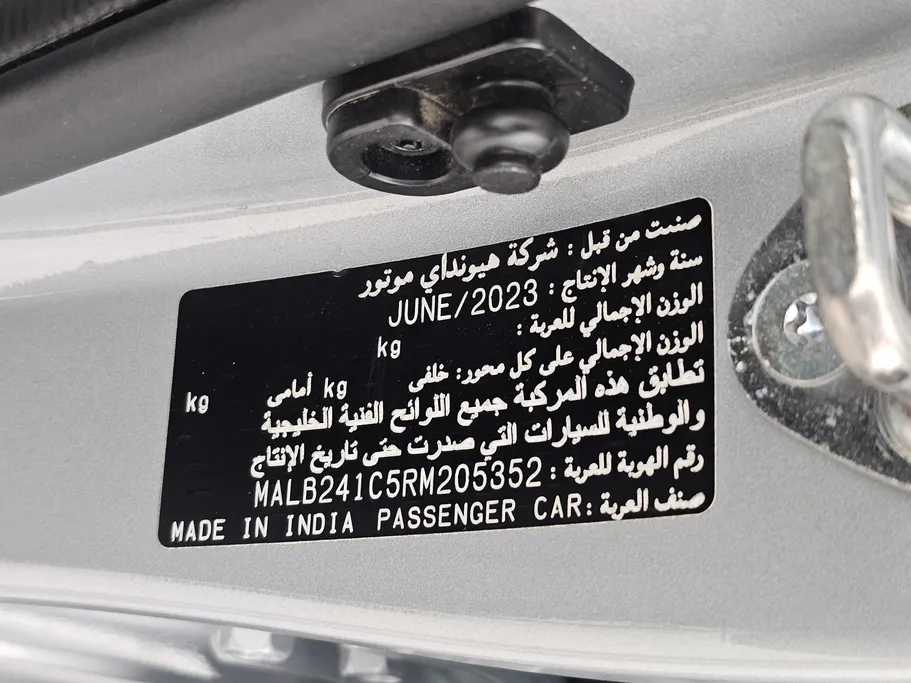 صنعت من قبل : شركة هيونداي موتور
سنة وشهر الإنتاج : JUNE/2023
الوزن الإجمالي للعربة :
kg
الوزن الإجمالي على كل محور: خلفى kg أمامى kg
تطابق هذه المركبة جميع اللوائح الفنية الخليجية
والوطنية للسيارات التي صدرت حتى تاريخ الإنتاج
رقم الهوية للعربة : MALB241C5RM205352
صنف العربة : PASSENGER CAR MADE IN INDIA